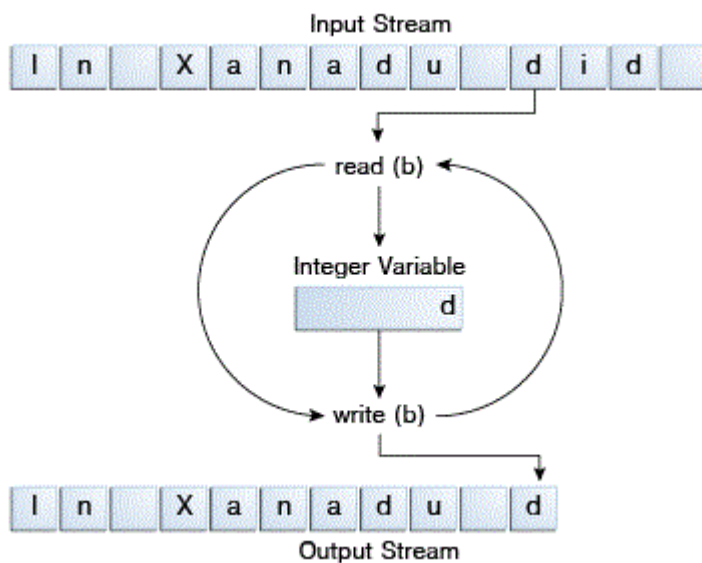 Input Stream
I n X a n a d u d i d
read (b)
Integer Variable
d
write (b)
I n X a n a d u d
Output Stream